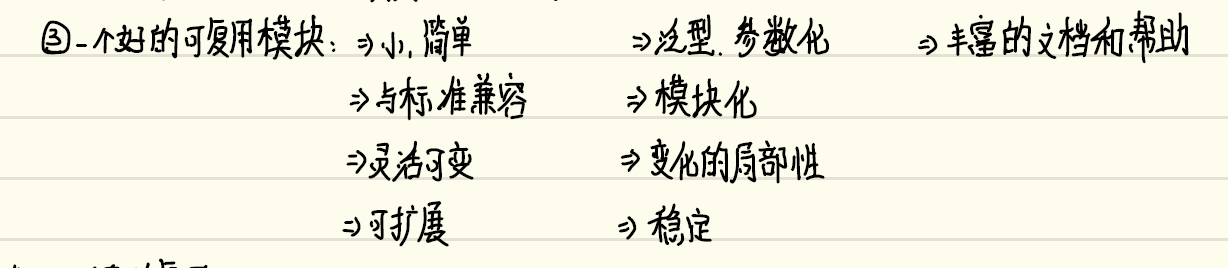 ③一个好的可复用模块：⇒小,简单 ⇒泛型.参数化 ⇒丰富的文档和帮助
⇒与标准兼容 ⇒模块化
⇒灵活可变 ⇒变化的局部性
⇒可扩展 ⇒稳定